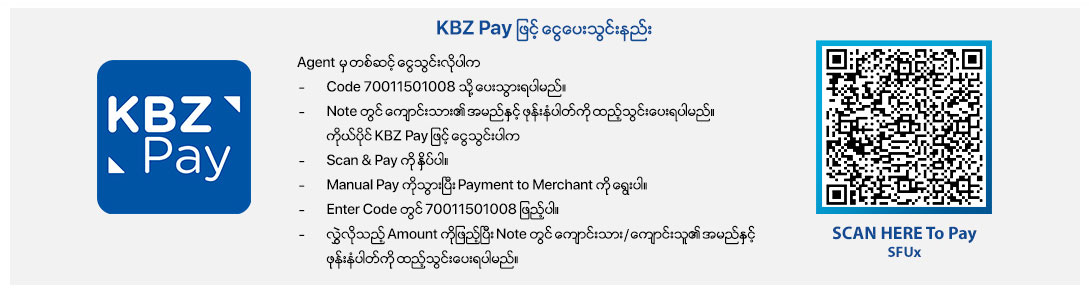 KBZ Pay ဖြင့် ငွေပေးသွင်းနည်း
KBZ
Pay
Agent မှ တစ်ဆင့် ငွေသွင်းလိုပါက
- Code 70011501008 သို့ ပေးသွားရပါမည်။
- Note တွင် ကျောင်းသား၏ အမည်နှင့် ဖုန်းနံပါတ်ကို ထည့်သွင်းပေးရပါမည်။
ကိုယ်ပိုင် KBZ Pay ဖြင့် ငွေသွင်းပါက
- Scan & Pay ကို နှိပ်ပါ။
- Manual Pay ကိုသွားပြီး Payment to Merchant ကို ရွေးပါ။
- Enter Code တွင် 70011501008 ဖြည့်ပါ။
- လွှဲလိုသည့် Amount ကိုဖြည့်ပြီး Note တွင် ကျောင်းသား/ကျောင်းသူ၏ အမည်နှင့်
ဖုန်းနံပါတ်ကို ထည့်သွင်းပေးရပါမည်။
SCAN HERE To Pay
SFUx